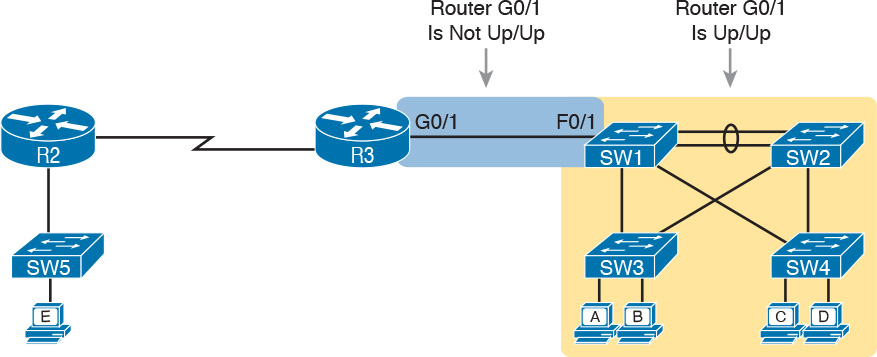 Router G0/1
Is Not Up/Up
Router G0/1
Is Up/Up
R2
R3
G0/1
F0/1
SW1
SW2
SW5
SW3
SW4
E
A
B
C
D